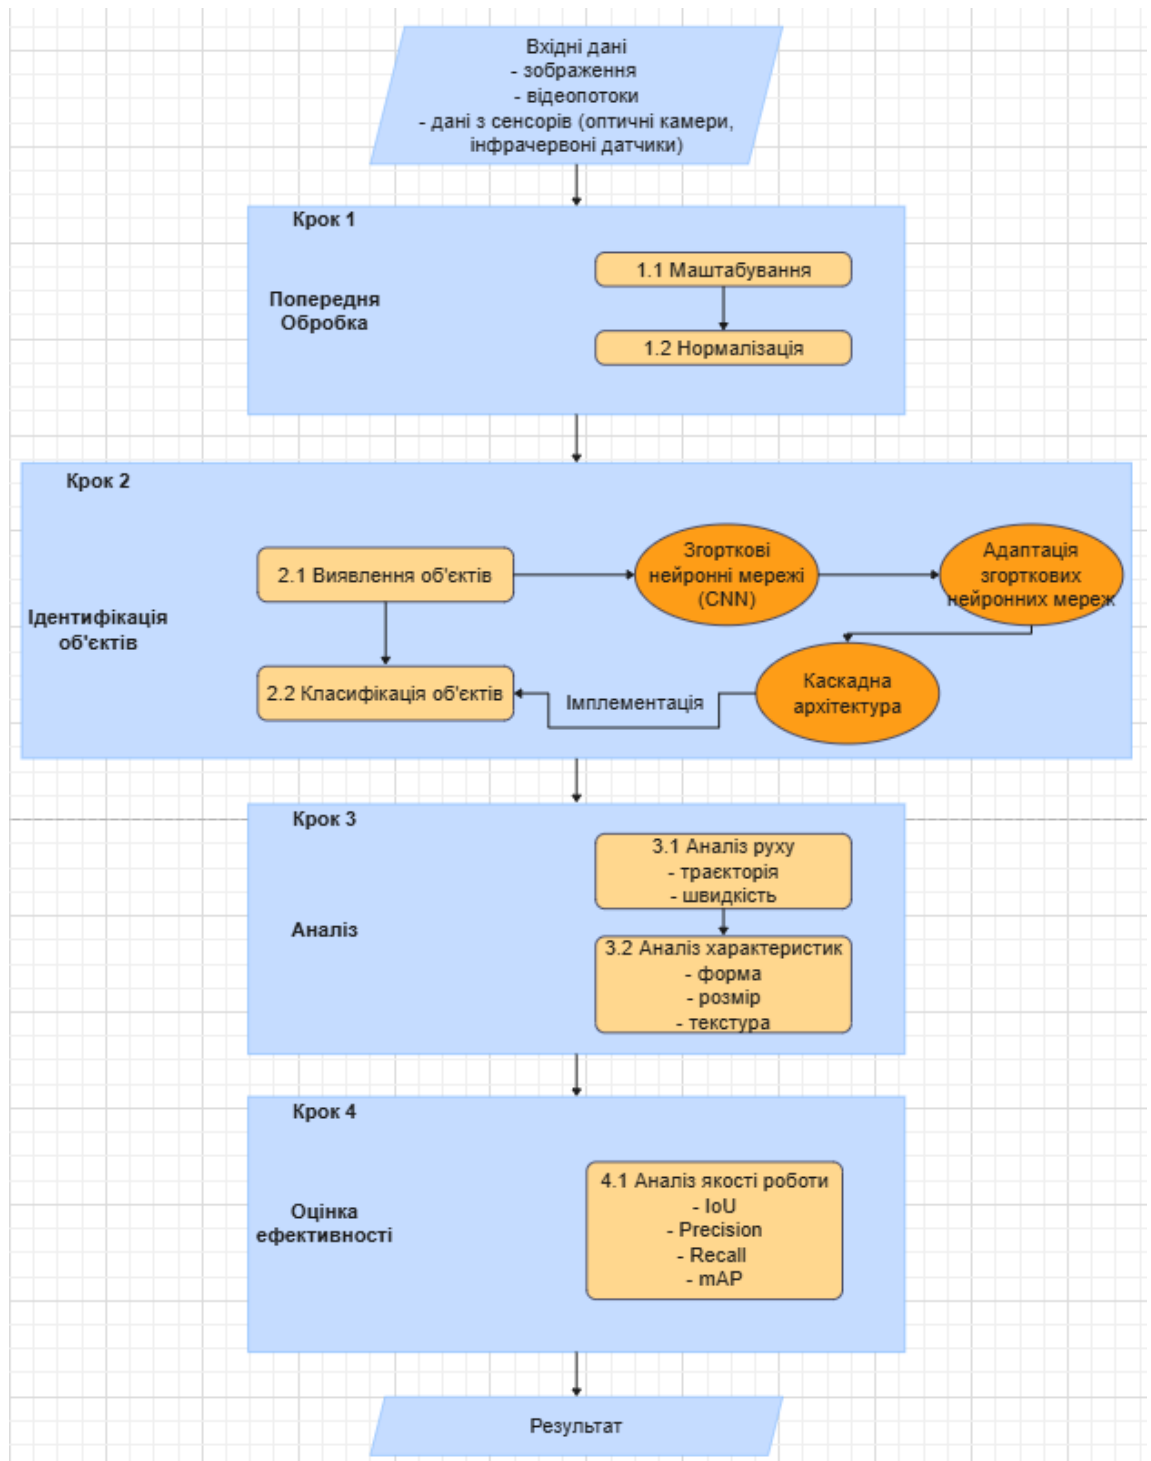 Вхідні дані
- зображення
- відеопотоки
- дані з сенсорів (оптичні камери,
інфрачервоні датчики)
Крок 1
Попередня
Обробка
1.1 Маштабування
1.2 Нормалізація
Крок 2
Ідентифікація
об'єктів
2.1 Виявлення об'єктів
Згорткові
нейронні мережі
(CNN)
Адаптація
згорткових
нейронних мереж
2.2 Класифікація об'єктів
Імплементація
Каскадна
архітектура
Крок 3
Аналіз
3.1 Аналіз руху
- траєкторія
- швидкість
3.2 Аналіз характеристик
- форма
- розмір
- текстура
Крок 4
Оцінка
ефективності
4.1 Аналіз якості роботи
- IoU
- Precision
- Recall
- mAP
Результат